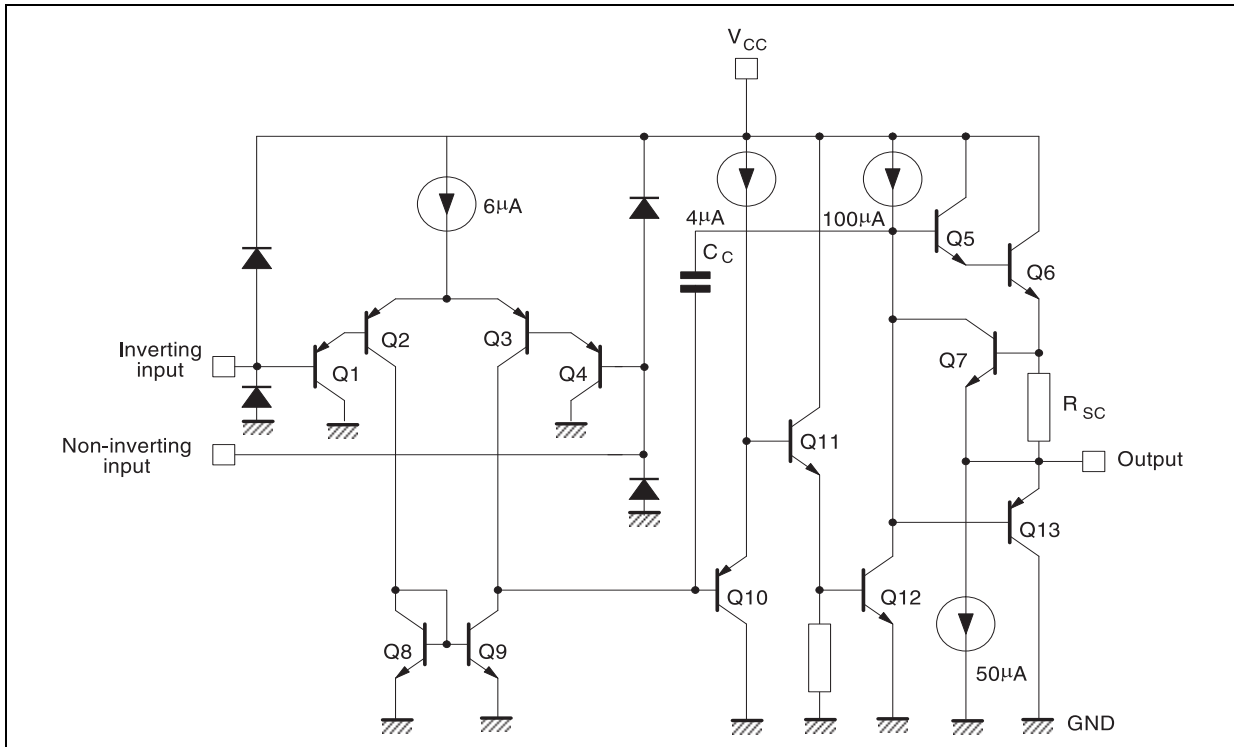 VCC
6μA
4μA
100μA
CC
Q5
Q6
Q2
Q3
Q7
Inverting
input
Q1
Q4
RSC
Non-inverting
input
Q11
Output
Q13
Q10
Q12
Q8
Q9
50μA
GND